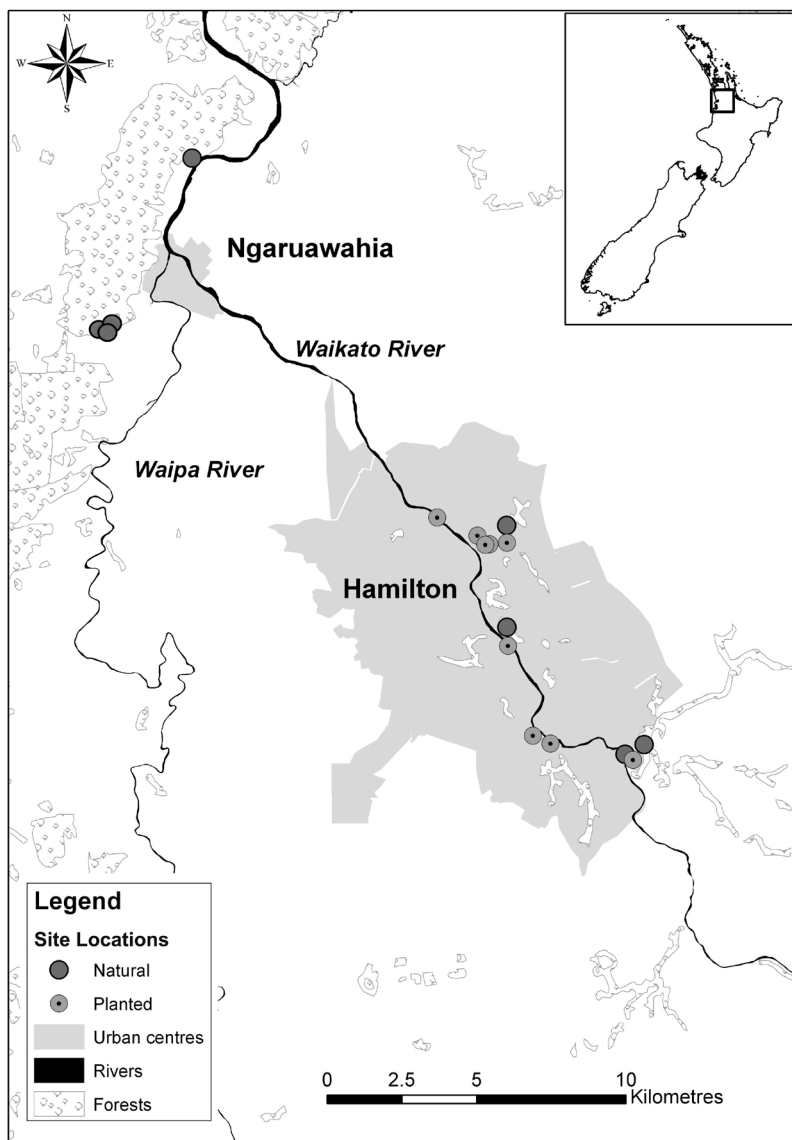 N
W E
S
Ngaruawahia
Waikato River
Waipa River
Hamilton
Legend
Site Locations
Natural
Planted
Urban centres
Rivers
Forests
0 2.5 5 10
Kilometres